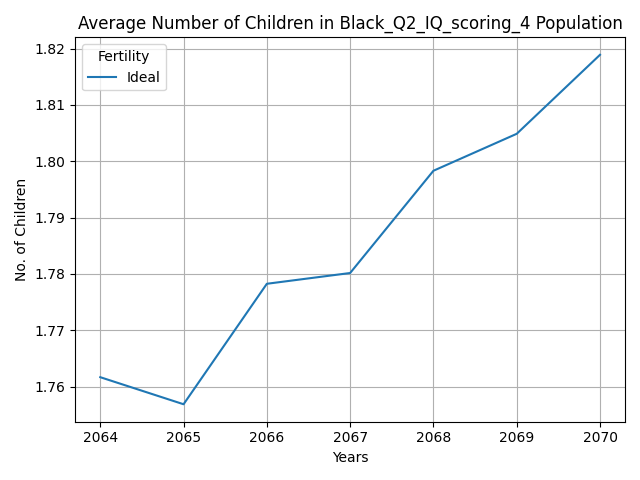 Average Number of Children in Black_Q2_IQ_scoring_4 Population
1.82
1.81
1.80
1.79
1.78
1.77
1.76
No. of Children
Fertility
Ideal
2064 2065 2066 2067 2068 2069 2070
Years